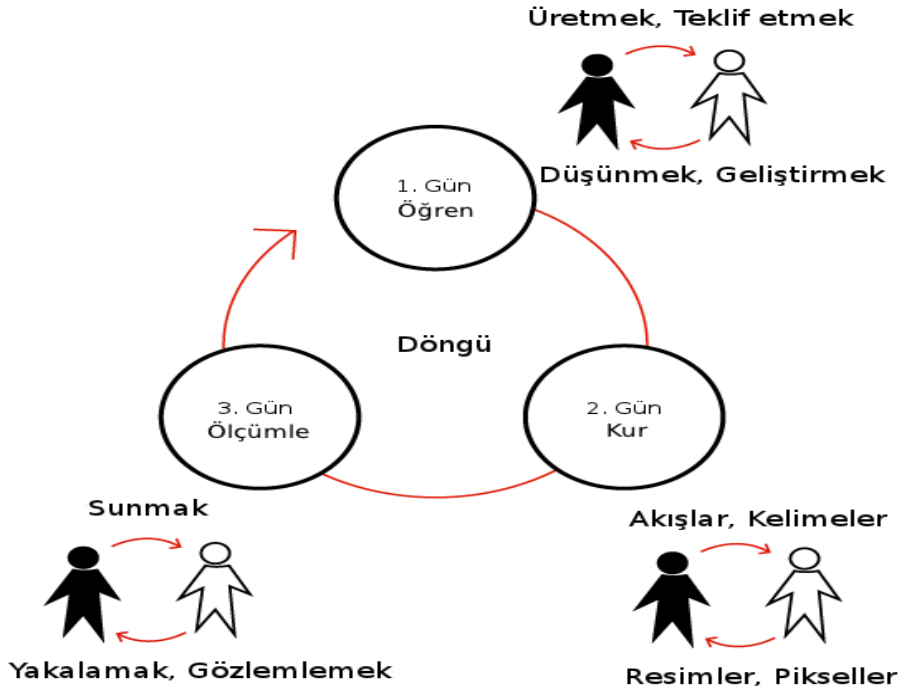 Üretmek, Teklif etmek
Düşünmek, Geliştirmek
1. Gün
Öğren
Döngü
3. Gün
Ölçümle
2. Gün
Kur
Sunmak
Yakalamak, Gözlemlemek
Akışlar, Kelimeler
Resimler, Pikseller